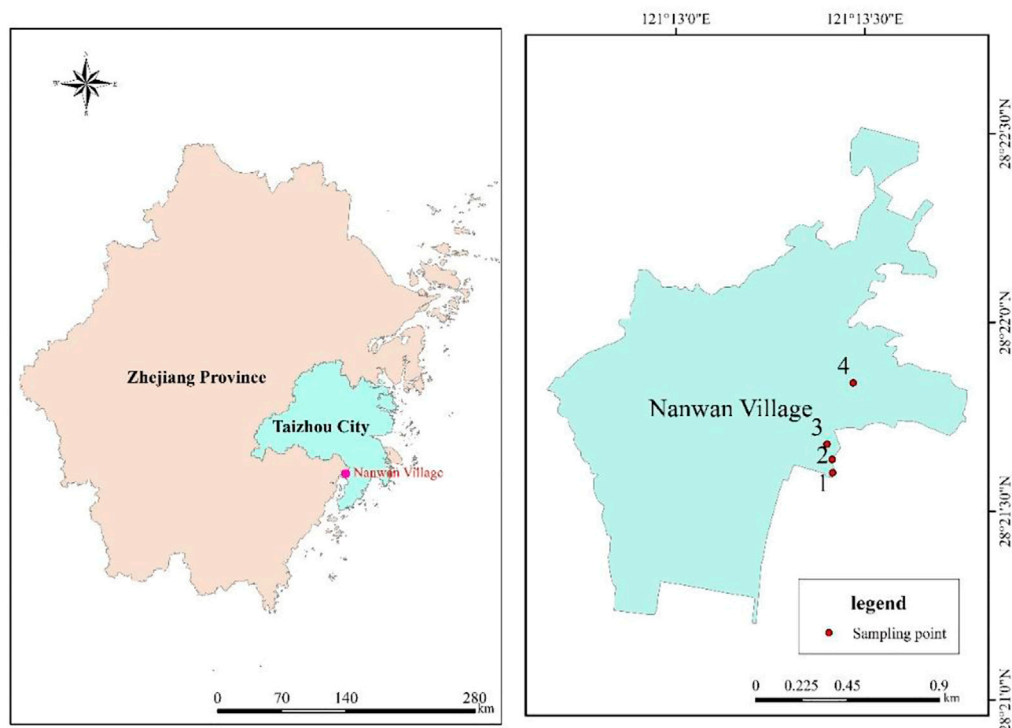 N
W
E
S
Zhejiang Province
Taizhou City
Nanwan Village
0 70 140 280
km
121°13'0"E 121°13'30"E
28°22'30"N
28°22'0"N
28°21'30"N
28°21'0"N
4
Nanwan Village
3
2
1
legend
Sampling point
0 0.225 0.45 0.9
km